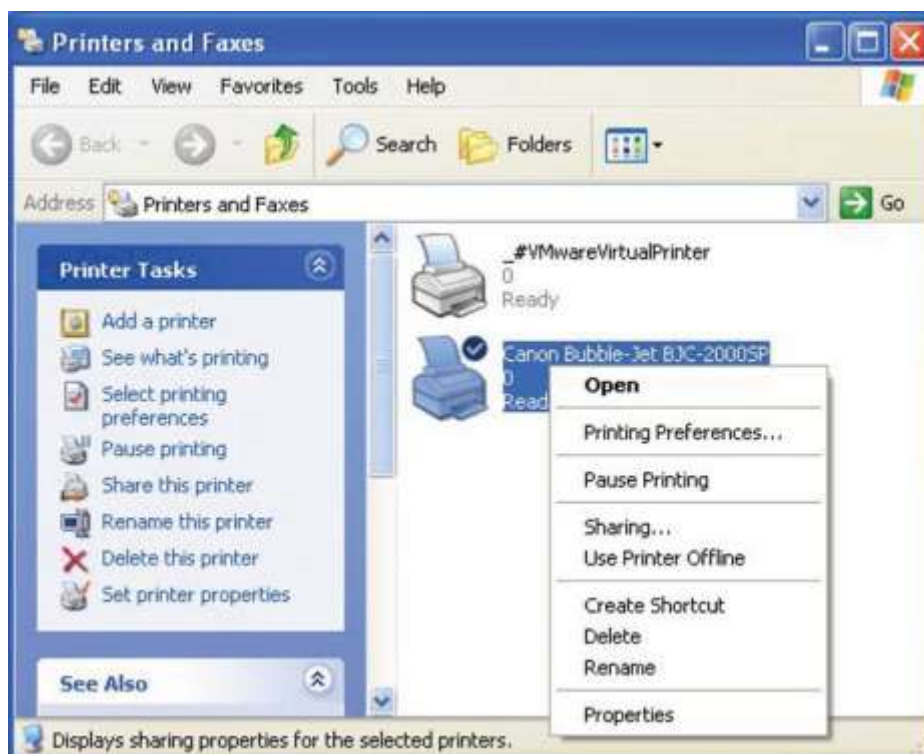 Printers and Faxes
File Edit View Favorites Tools Help
Back Search Folders
Address Printers and Faxes Go
Printer Tasks
Add a printer
See what's printing
Select printing
preferences
Pause printing
Share this printer
Rename this printer
Delete this printer
Set printer properties
See Also
_#VMwareVirtualPrinter
0
Ready
Canon Bubble-Jet BJC-2000SP
0
Read
Open
Printing Preferences...
Pause Printing
Sharing...
Use Printer Offline
Create Shortcut
Delete
Rename
Properties
Displays sharing properties for the selected printers.